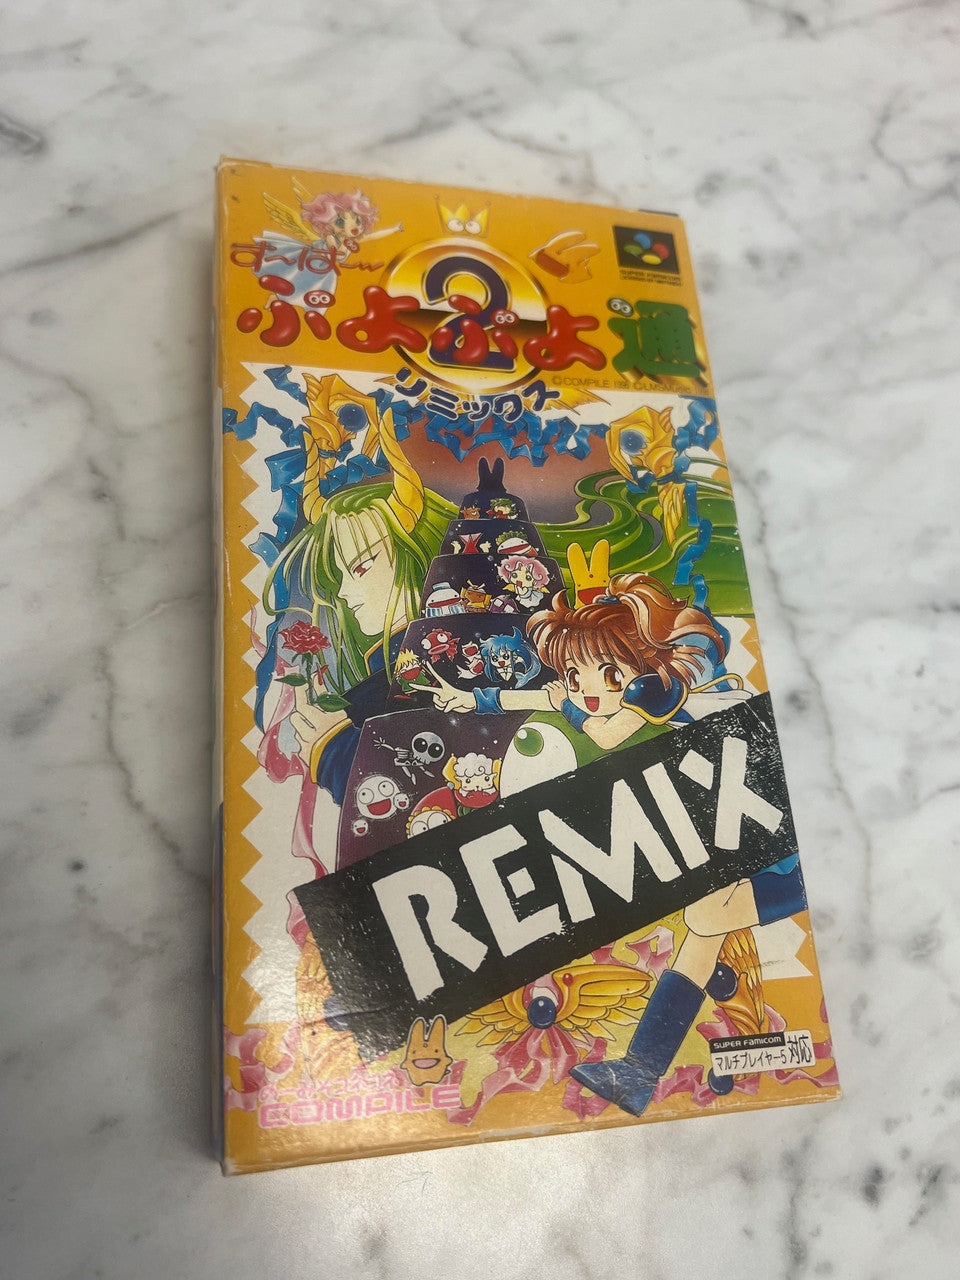 す〜ぱ〜
ぷよぷよ通
2
リミックス
SUPER FAMICOM
©COMPILE
REMIX
SUPER FAMICOM
マルチプレイヤー5対応
COMPILE